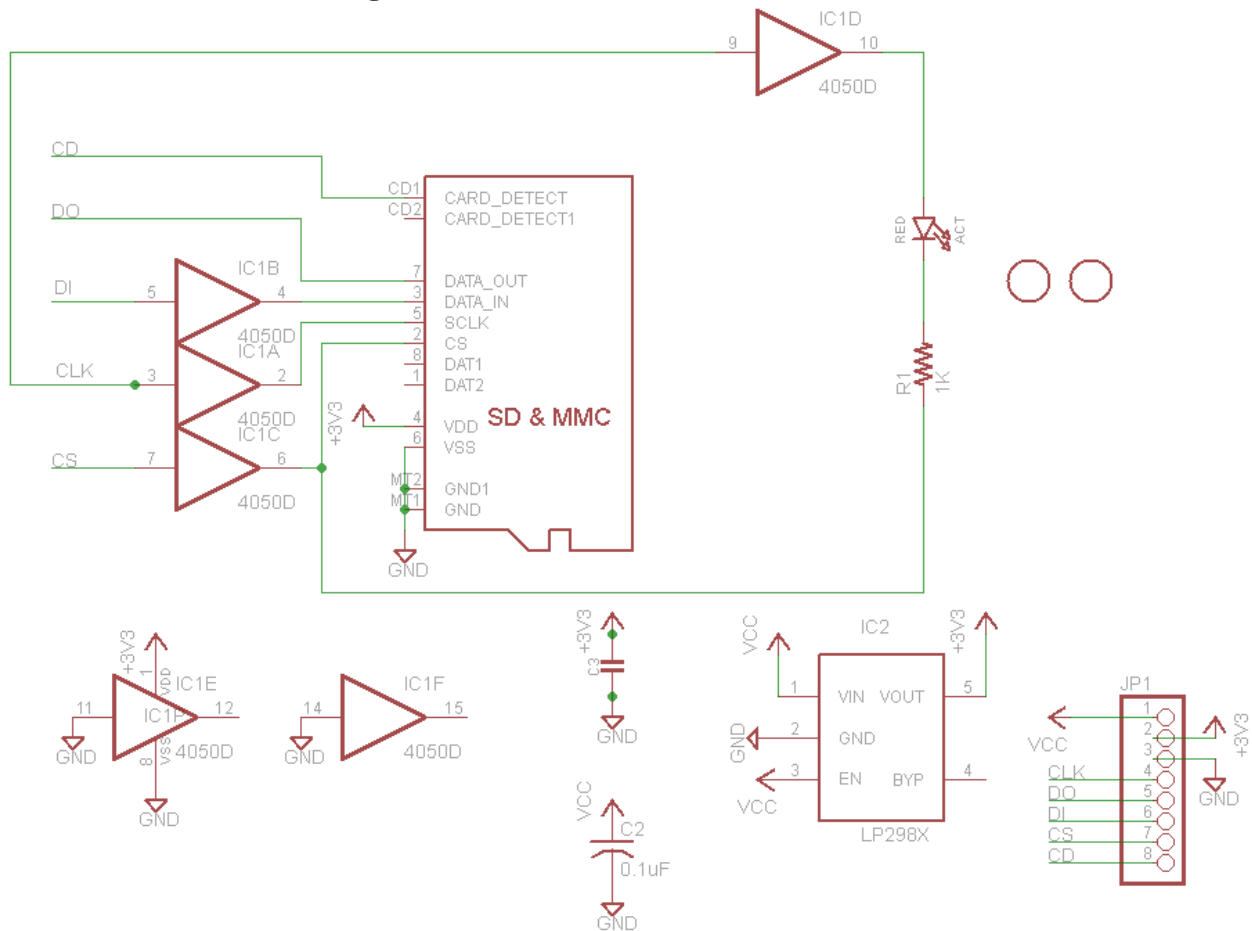 IC1D
9
10
4050D
CD
CD1
CARD_DETECT
CD2
CARD_DETECT1
DO
RED
ACT
IC1B
7
DATA_OUT
DI
5
4
3
DATA_IN
5
SCLK
4050D
2
CS
IC1A
8
DAT1
CLK
3
2
1
DAT2
R1
1K
4050D
+3V3
SD & MMC
4
VDD
IC1C
6
VSS
CS
7
6
MT2
GND1
4050D
MT1
GND
GND
+3V3
1
VDD
IC1E
11
IC1P
12
4050D
GND
8
VSS
GND
IC1F
14
15
4050D
GND
+3V3
C3
GND
VCC
C2
0.1uF
GND
VCC
IC2
+3V3
1
VIN
VOUT
5
GND
2
GND
3
EN
BYP
4
VCC
LP298X
JP1
1
VCC
2
+3V3
3
GND
CLK
4
DO
5
DI
6
CS
7
CD
8